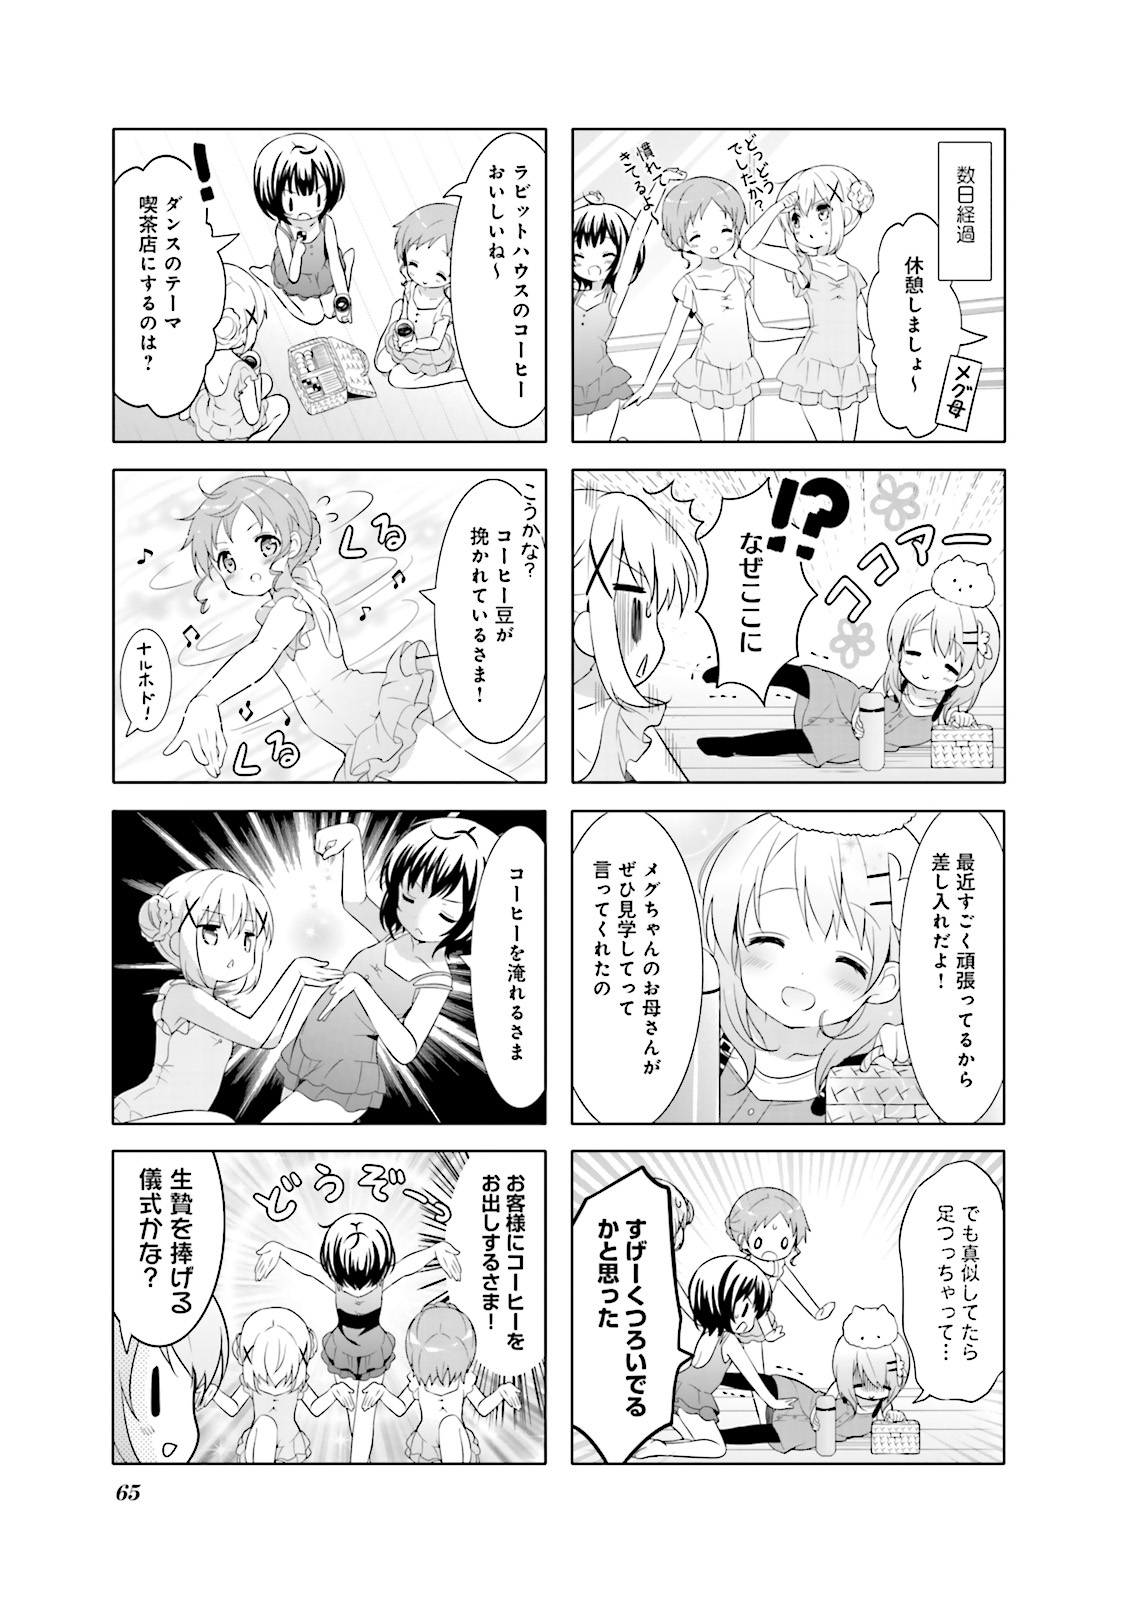 数日経過
休憩しましょ〜
メグ母
どっどう
でしたか?
慣れて
きてるよ〜
ココアー
!?
なぜここに
最近すごく頑張ってるから
差し入れだよ!
メグちゃんのお母さんが
ぜひ見学してって
言ってくれたの
でも真似してたら
足つっちゃって…
すげーくつろいでる
かと思った
ラビットハウスのコーヒー
おいしいね〜
!
ダンスのテーマ
喫茶店にするのは?
こうかな?
コーヒー豆が
挽かれているさま!
くる
くる
ナルホド!
コーヒーを淹れるさま
お客様にコーヒーを
お出しするさま!
どうぞーっ
生贄を捧げる
儀式かな?
65